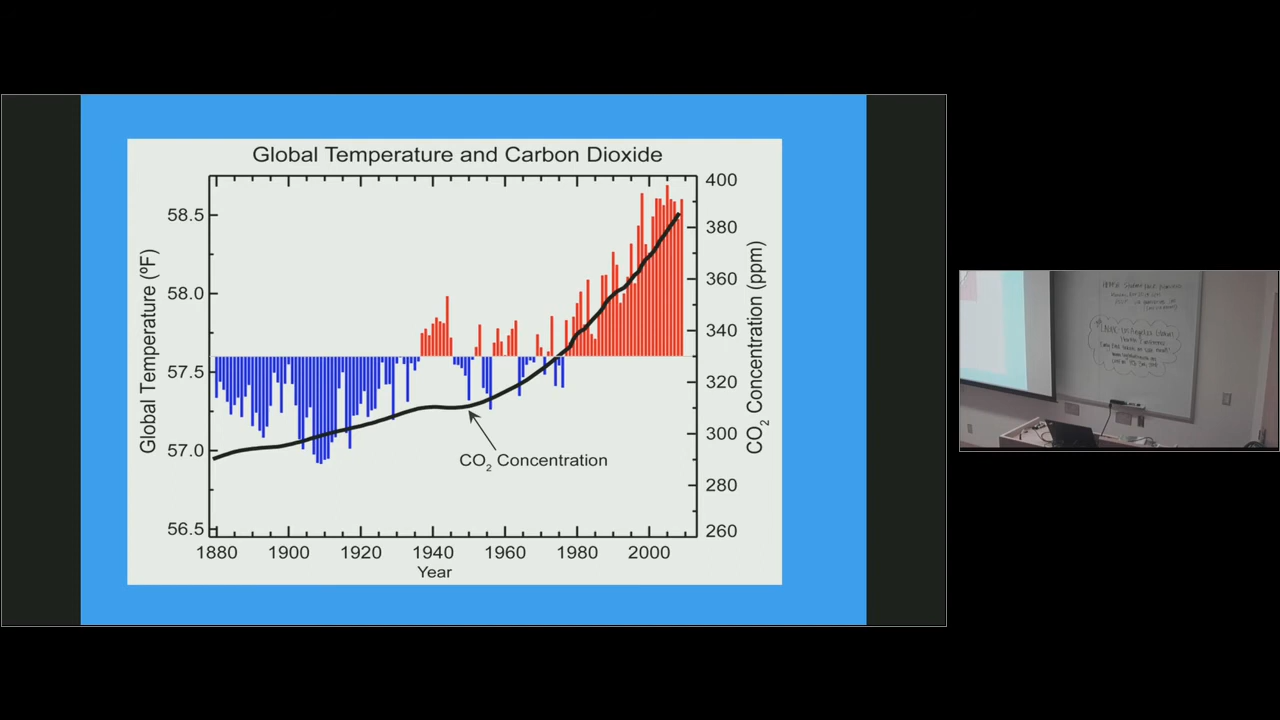 Global Temperature and Carbon Dioxide
Global Temperature (ºF)
58.5
58.0
57.5
57.0
56.5
400
380
360
340
320
300
280
260
CO2 Concentration (ppm)
CO2 Concentration
1880 1900 1920 1940 1960 1980 2000
Year